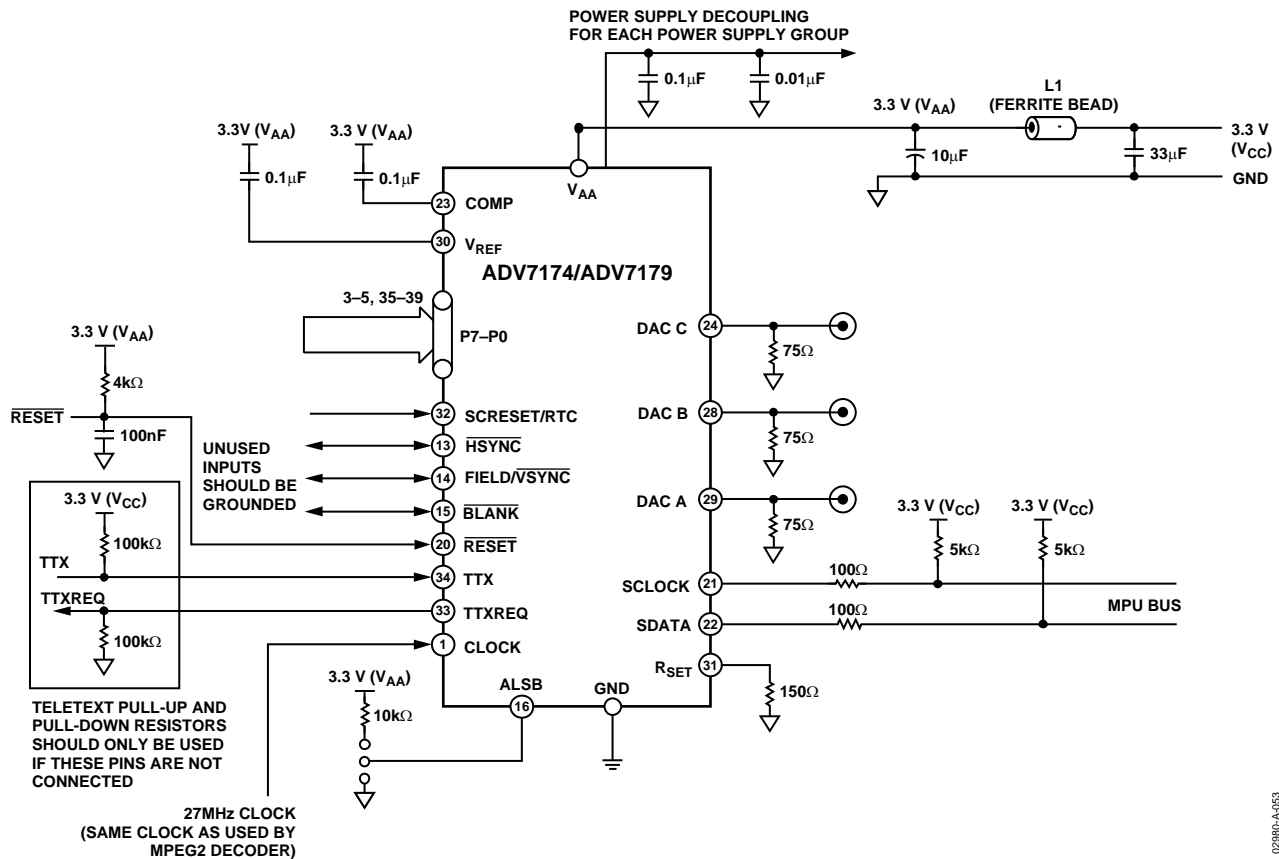 POWER SUPPLY DECOUPLING
FOR EACH POWER SUPPLY GROUP
0.1μF
0.01μF
L1
(FERRITE BEAD)
3.3 V (VAA)
3.3 V
(VCC)
10μF
33μF
GND
3.3V (VAA)
3.3 V (VAA)
0.1μF
0.1μF
VAA
23
COMP
30
VREF
ADV7174/ADV7179
3–5, 35–39
P7–P0
3.3 V (VAA)
4kΩ
RESET
100nF
UNUSED
INPUTS
SHOULD BE
GROUNDED
32
SCRESET/RTC
13
HSYNC
14
FIELD/VSYNC
15
BLANK
20
RESET
34
TTX
33
TTXREQ
1
CLOCK
3.3 V (VCC)
100kΩ
TTX
TTXREQ
100kΩ
TELETEXT PULL-UP AND
PULL-DOWN RESISTORS
SHOULD ONLY BE USED
IF THESE PINS ARE NOT
CONNECTED
27MHz CLOCK
(SAME CLOCK AS USED BY
MPEG2 DECODER)
3.3 V (VAA)
10kΩ
ALSB
16
GND
DAC C
24
75Ω
DAC B
28
75Ω
DAC A
29
75Ω
3.3 V (VCC)
3.3 V (VCC)
5kΩ
5kΩ
SCLOCK
21
100Ω
MPU BUS
SDATA
22
100Ω
RSET
31
150Ω
02980-A-053